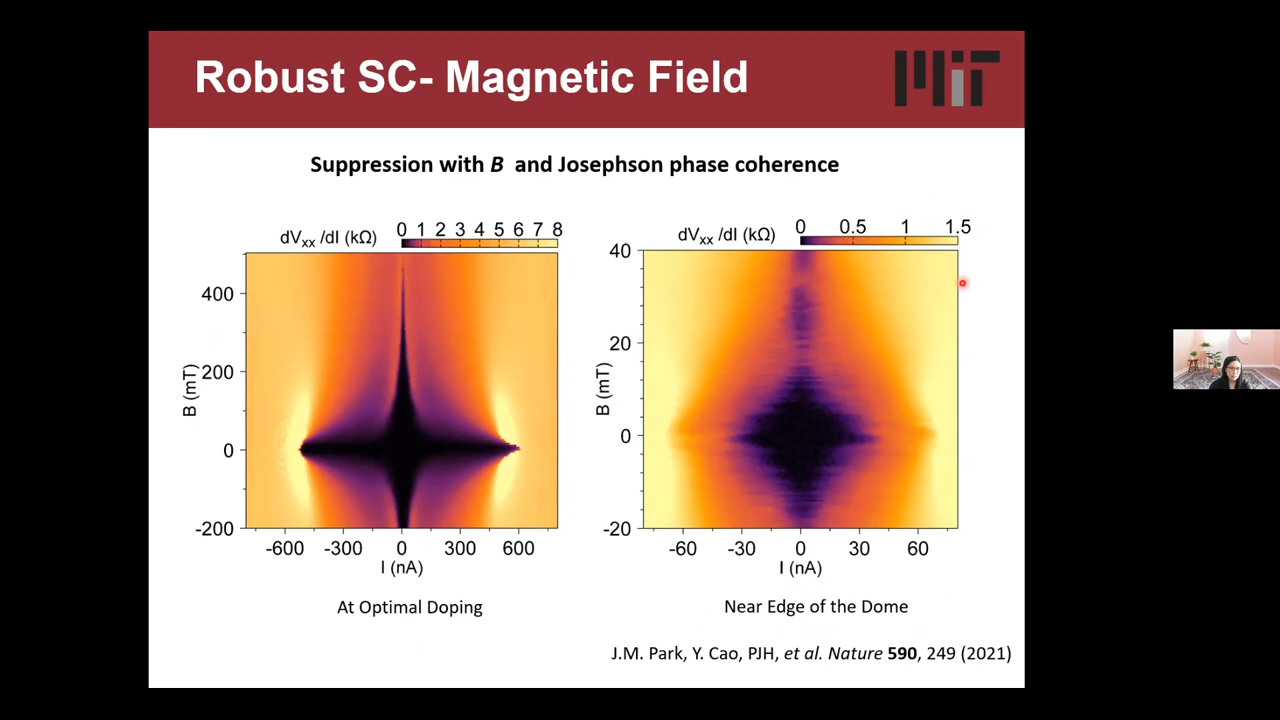 Robust SC- Magnetic Field
MIT
Suppression with B and Josephson phase coherence
dVxx /dI (kΩ)
0 1 2 3 4 5 6 7 8
400
200
0
-200
B (mT)
-600 -300 0 300 600
I (nA)
At Optimal Doping
dVxx /dI (kΩ)
0 0.5 1 1.5
40
20
0
-20
B (mT)
-60 -30 0 30 60
I (nA)
Near Edge of the Dome
J.M. Park, Y. Cao, PJH, et al. Nature 590, 249 (2021)